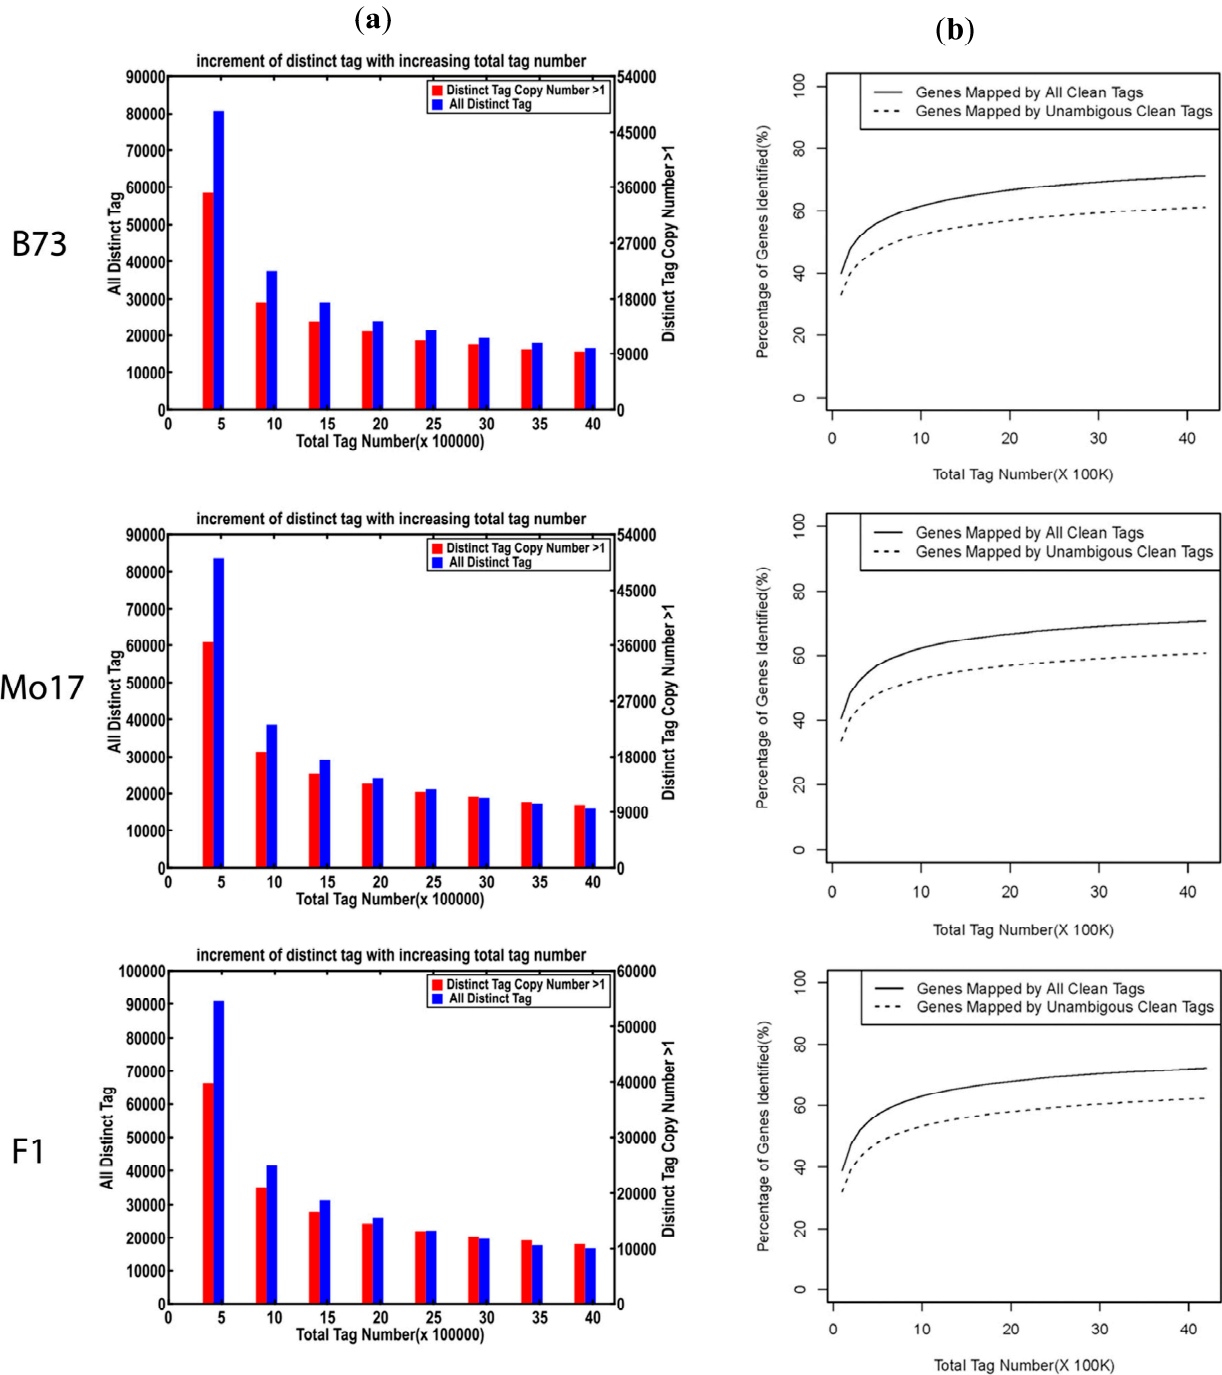 (a)
(b)
B73
increment of distinct tag with increasing total tag number
Distinct Tag Copy Number >1
All Distinct Tag
All Distinct Tag
90000
80000
70000
60000
50000
40000
30000
20000
10000
0
54000
45000
36000
27000
18000
9000
0
Distinct Tag Copy Number >1
0 5 10 15 20 25 30 35 40
Total Tag Number(x 100000)
Genes Mapped by All Clean Tags
Genes Mapped by Unambigous Clean Tags
Percentage of Genes Identified(%)
100
80
60
40
20
0
0 10 20 30 40
Total Tag Number(X 100K)
Mo17
increment of distinct tag with increasing total tag number
Distinct Tag Copy Number >1
All Distinct Tag
All Distinct Tag
90000
80000
70000
60000
50000
40000
30000
20000
10000
0
54000
45000
36000
27000
18000
9000
0
Distinct Tag Copy Number >1
0 5 10 15 20 25 30 35 40
Total Tag Number(x 100000)
Genes Mapped by All Clean Tags
Genes Mapped by Unambigous Clean Tags
Percentage of Genes Identified(%)
100
80
60
40
20
0
0 10 20 30 40
Total Tag Number(X 100K)
F1
increment of distinct tag with increasing total tag number
Distinct Tag Copy Number >1
All Distinct Tag
All Distinct Tag
100000
90000
80000
70000
60000
50000
40000
30000
20000
10000
0
60000
50000
40000
30000
20000
10000
0
Distinct Tag Copy Number >1
0 5 10 15 20 25 30 35 40
Total Tag Number(x 100000)
Genes Mapped by All Clean Tags
Genes Mapped by Unambigous Clean Tags
Percentage of Genes Identified(%)
100
80
60
40
20
0
0 10 20 30 40
Total Tag Number(X 100K)